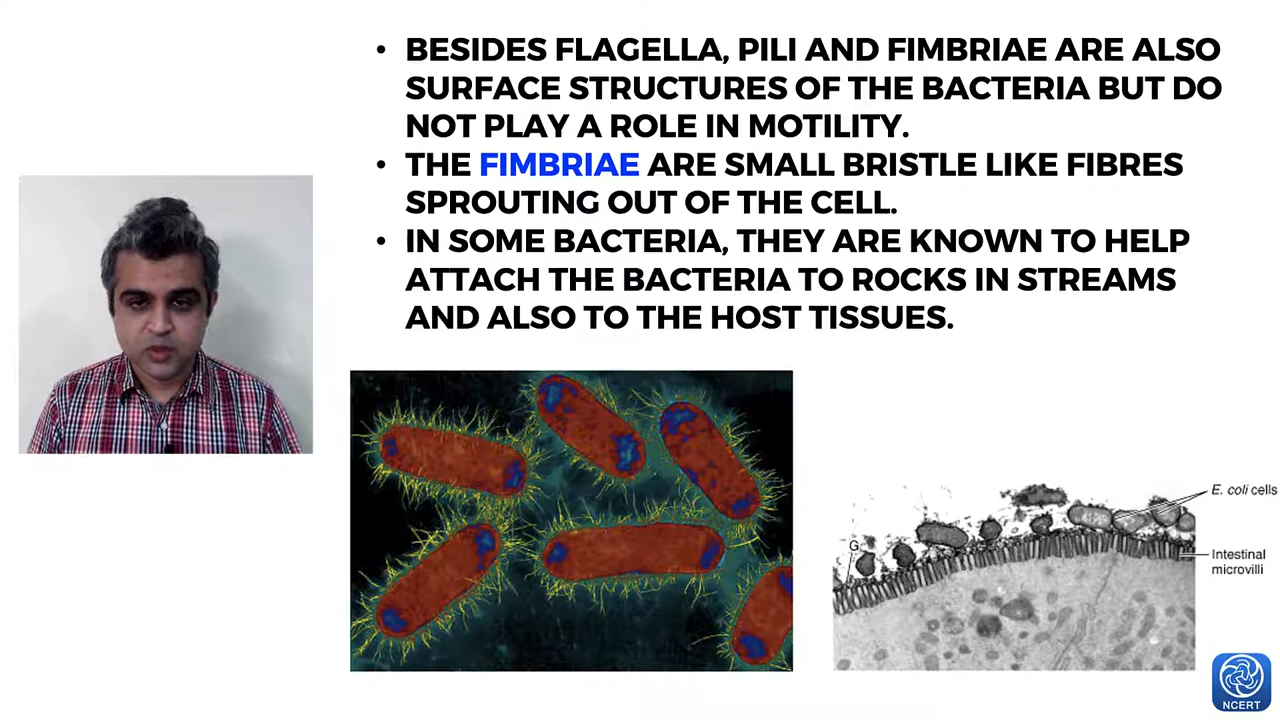 • BESIDES FLAGELLA, PILI AND FIMBRIAE ARE ALSO
SURFACE STRUCTURES OF THE BACTERIA BUT DO
NOT PLAY A ROLE IN MOTILITY.
• THE FIMBRIAE ARE SMALL BRISTLE LIKE FIBRES
SPROUTING OUT OF THE CELL.
• IN SOME BACTERIA, THEY ARE KNOWN TO HELP
ATTACH THE BACTERIA TO ROCKS IN STREAMS
AND ALSO TO THE HOST TISSUES.
E. coli cells
G
Intestinal
microvilli
NCERT